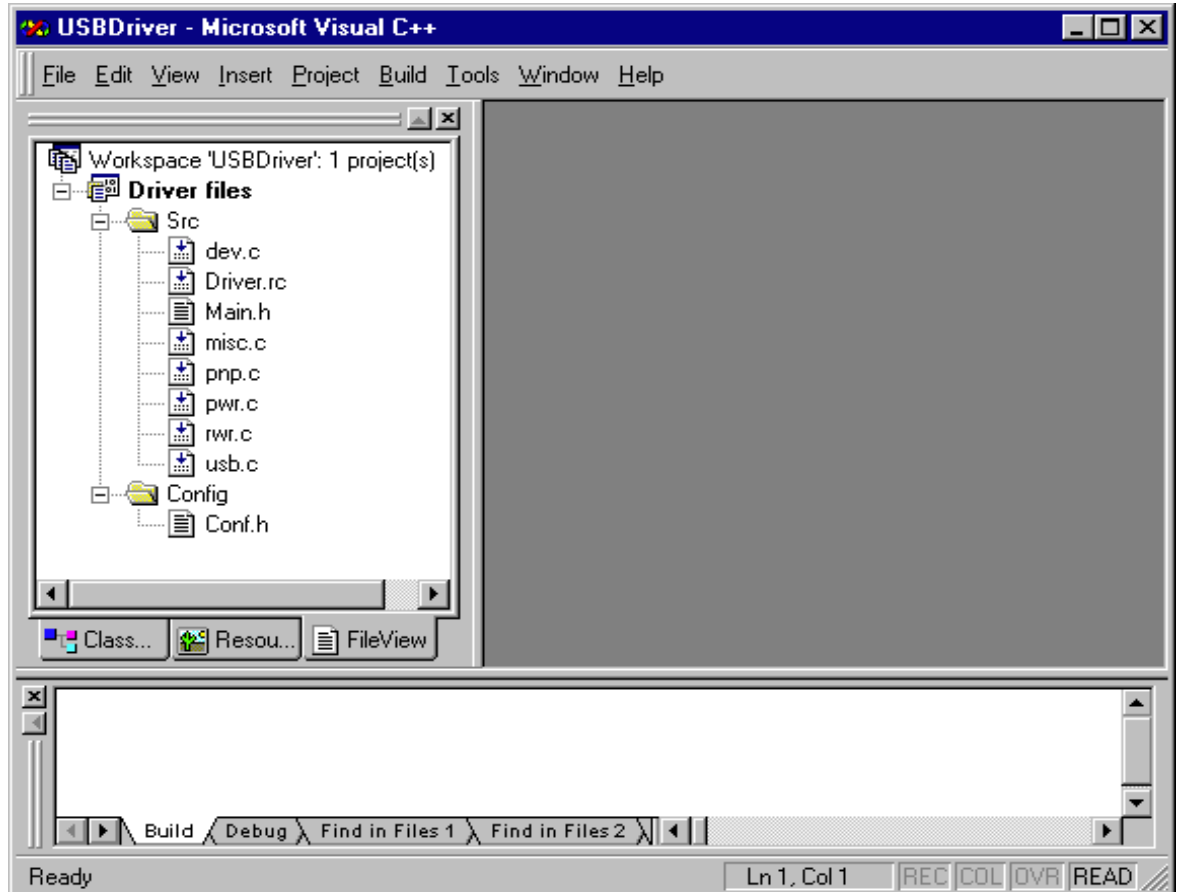 USBDriver - Microsoft Visual C++
File Edit View Insert Project Build Tools Window Help
Workspace 'USBDriver': 1 project(s)
Driver files
Src
dev.c
Driver.rc
Main.h
misc.c
pnp.c
pwr.c
rwr.c
usb.c
Config
Conf.h
Class... Resou... FileView
Build Debug Find in Files 1 Find in Files 2
Ready Ln 1, Col 1 REC COL OVR READ